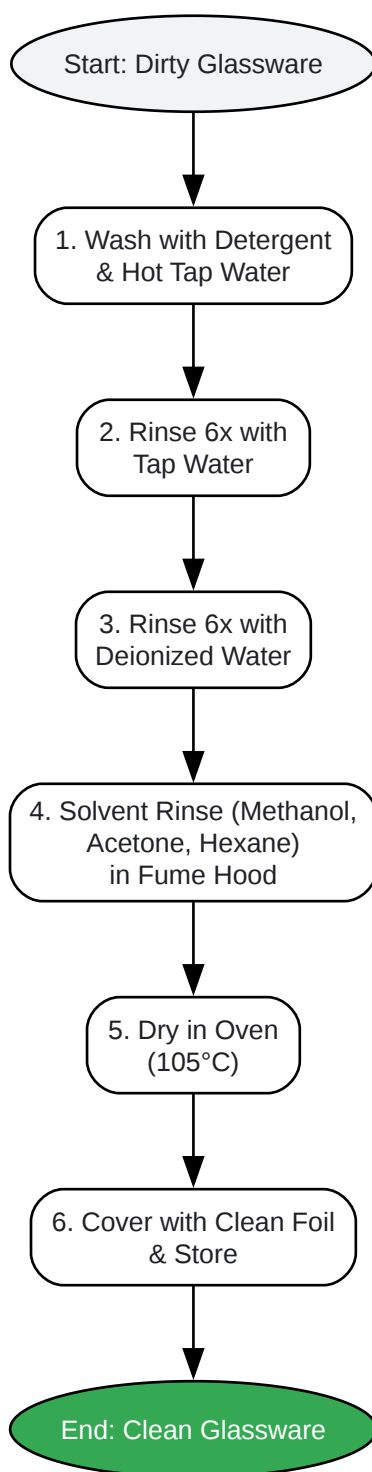 Start: Dirty Glassware
1. Wash with Detergent
& Hot Tap Water
2. Rinse 6x with
Tap Water
3. Rinse 6x with
Deionized Water
4. Solvent Rinse (Methanol,
Acetone, Hexane)
in Fume Hood
5. Dry in Oven
(105°C)
6. Cover with Clean Foil
& Store
End: Clean Glassware